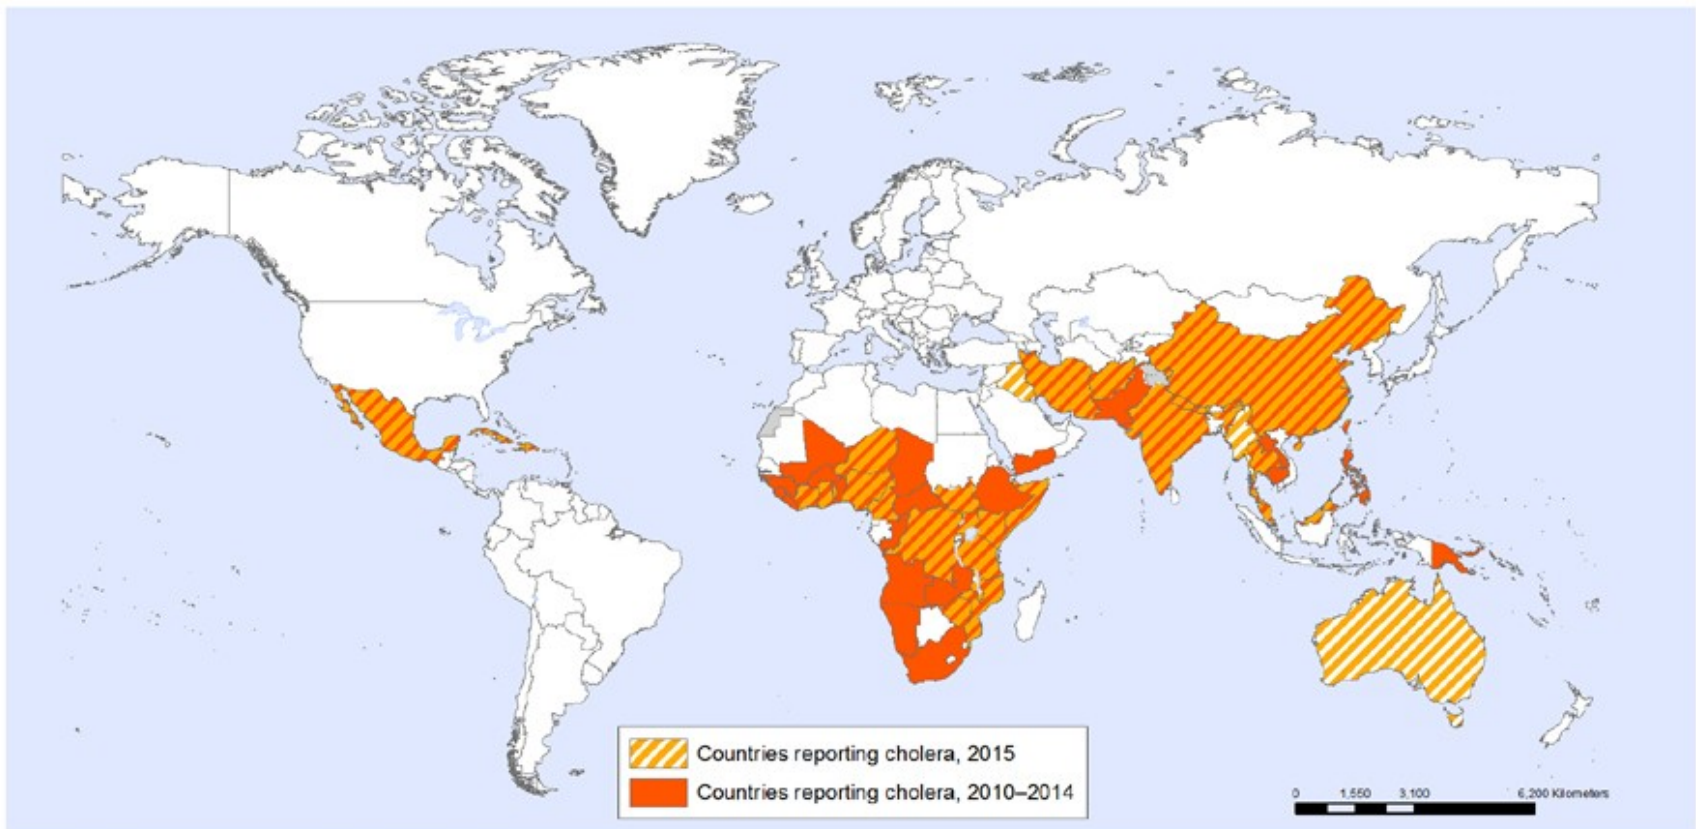 Countries reporting cholera, 2015
Countries reporting cholera, 2010–2014
0 1,550 3,100 6,200 Kilometers